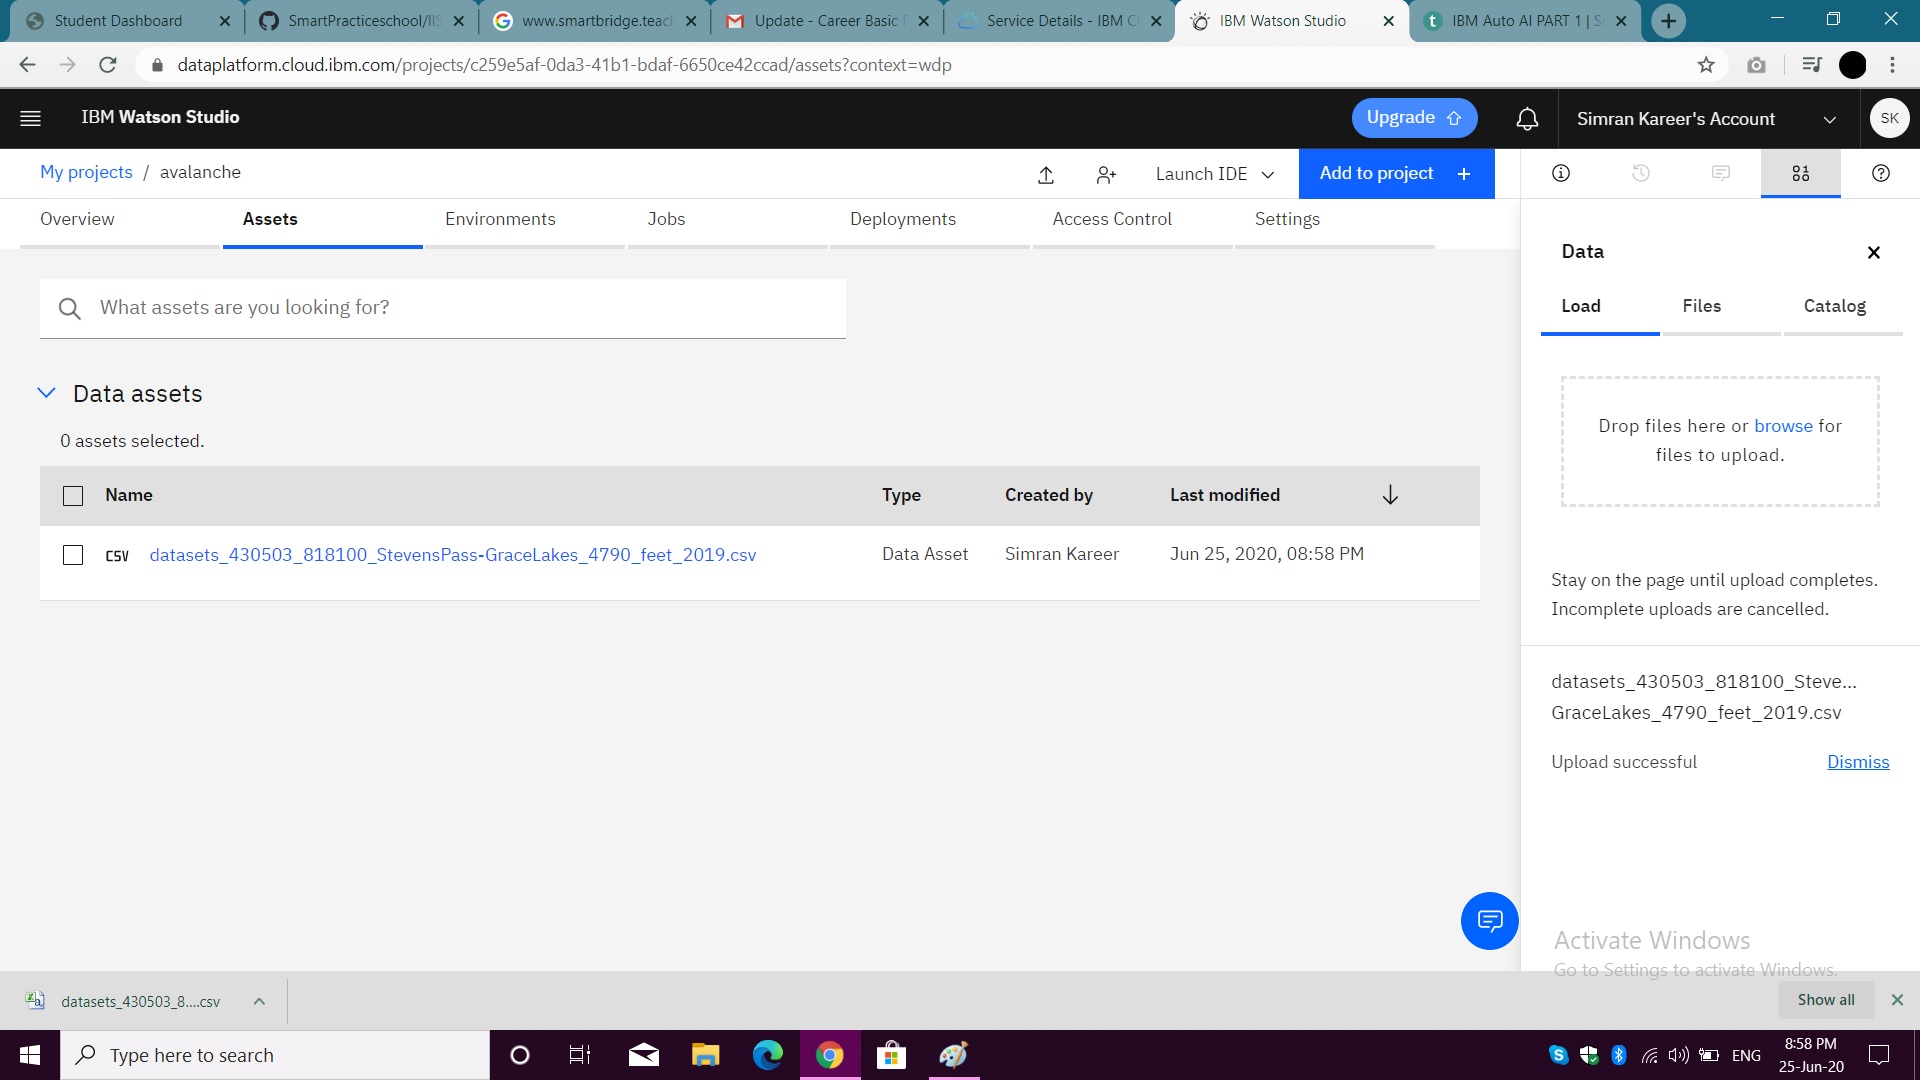 Student Dashboard
SmartPracticeschool/IIS
www.smartbridge.teach
Update - Career Basic
Service Details - IBM Cl
IBM Watson Studio
IBM Auto AI PART 1 | S
dataplatform.cloud.ibm.com/projects/c259e5af-0da3-41b1-bdaf-6650ce42ccad/assets?context=wdp
IBM Watson Studio
Upgrade
Simran Kareer's Account
SK
My projects / avalanche
Launch IDE
Add to project +
Overview
Assets
Environments
Jobs
Deployments
Access Control
Settings
What assets are you looking for?
Data assets
0 assets selected.
Name Type Created by Last modified
CSV datasets_430503_818100_StevensPass-GraceLakes_4790_feet_2019.csv Data Asset Simran Kareer Jun 25, 2020, 08:58 PM
Data
Load Files Catalog
Drop files here or browse for
files to upload.
Stay on the page until upload completes.
Incomplete uploads are cancelled.
datasets_430503_818100_Steve...
GraceLakes_4790_feet_2019.csv
Upload successful Dismiss
Activate Windows
Go to Settings to activate Windows.
datasets_430503_8....csv
Show all
Type here to search
ENG
8:58 PM
25-Jun-20